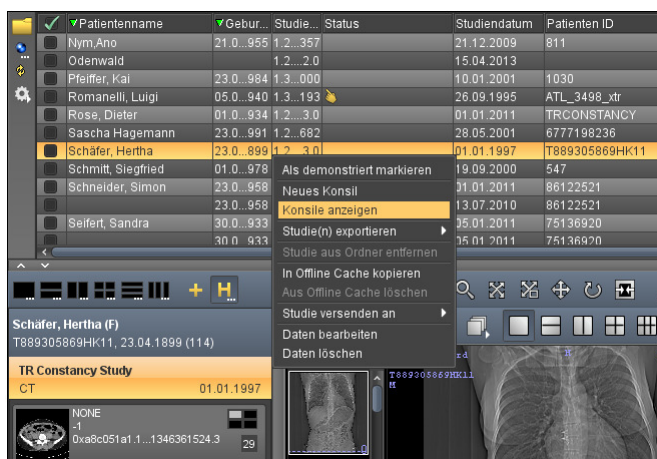 Patientenname Gebur... Studie... Status Studiendatum Patienten ID
Nym,Ano 21.0...955 1.2...357 21.12.2009 811
Odenwald 1.2...2.0 15.04.2013
Pfeiffer, Kai 23.0...984 1.3...000 10.01.2001 1030
Romanelli, Luigi 05.0...940 1.3...193 26.09.1995 ATL_3498_xtr
Rose, Dieter 01.0...934 1.2...3.0 01.01.2011 TRCONSTANCY
Sascha Hagemann 23.0...991 1.2...682 28.05.2001 6777198236
Schäfer, Hertha 23.0...899 1.2...3.0 01.01.1997 T889305869HK11
Schmitt, Siegfried 01.0...978 19.09.2000 547
Schneider, Simon 23.0...958 01.01.2011 86122521
23.0...958 13.07.2010 86122521
Seifert, Sandra 30.0...933 05.01.2011 75136920
30.0...933 05.01.2011 75136920
Als demonstriert markieren
Neues Konsil
Konsile anzeigen
Studie(n) exportieren
Studie aus Ordner entfernen
In Offline Cache kopieren
Aus Offline Cache löschen
Studie versenden an
Daten bearbeiten
Daten löschen
H
Schäfer, Hertha (F)
T889305869HK11, 23.04.1899 (114)
TR Constancy Study
CT 01.01.1997
NONE
-1
0xa8c051a1.1...1346361524.3 29
T889305869HK11